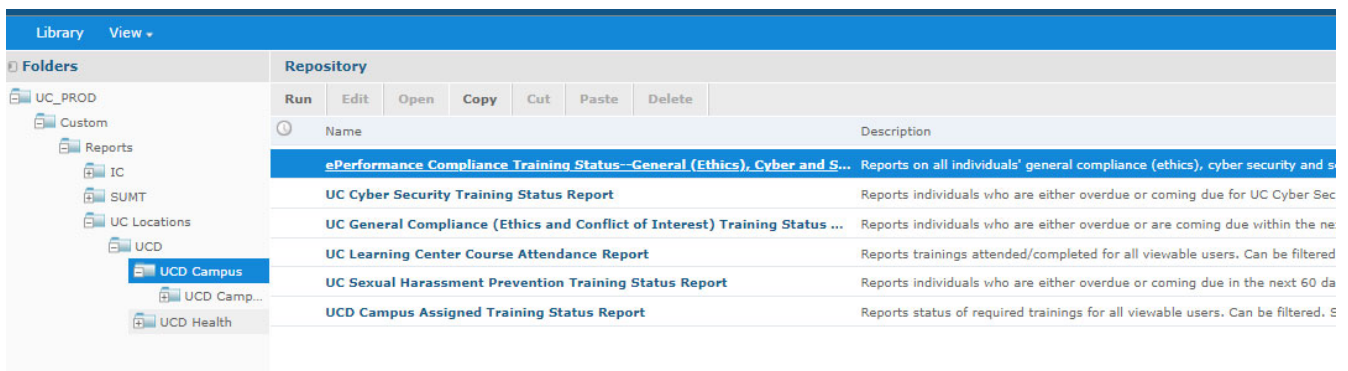 Library View
Folders
Repository
UC_PROD
Custom
Reports
IC
SUMT
UC Locations
UCD
UCD Campus
UCD Camp...
UCD Health
Run Edit Open Copy Cut Paste Delete
Name Description
ePerformance Compliance Training Status--General (Ethics), Cyber and S... Reports on all individuals' general compliance (ethics), cyber security and
UC Cyber Security Training Status Report Reports individuals who are either overdue or coming due for UC Cyber Sec
UC General Compliance (Ethics and Conflict of Interest) Training Status ... Reports individuals who are either overdue or are coming due within the
UC Learning Center Course Attendance Report Reports trainings attended/completed for all viewable users. Can be filtered
UC Sexual Harassment Prevention Training Status Report Reports individuals who are either overdue or coming due in the next 60 da
UCD Campus Assigned Training Status Report Reports status of required trainings for all viewable users. Can be filtered. S